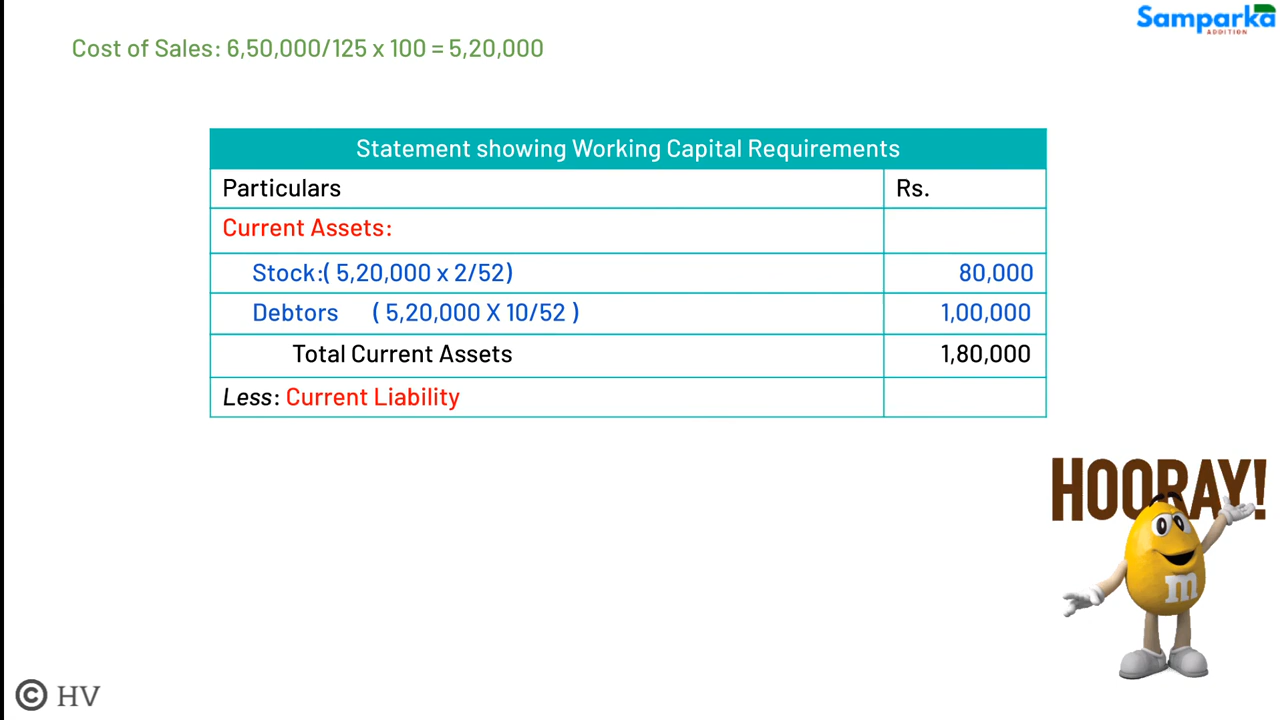 Samparka
ADDITION
Cost of Sales: 6,50,000/125 x 100 = 5,20,000
Statement showing Working Capital Requirements
Particulars Rs.
Current Assets:
Stock:( 5,20,000 x 2/52) 80,000
Debtors ( 5,20,000 X 10/52 ) 1,00,000
Total Current Assets 1,80,000
Less: Current Liability
HOORAY!
m
© HV